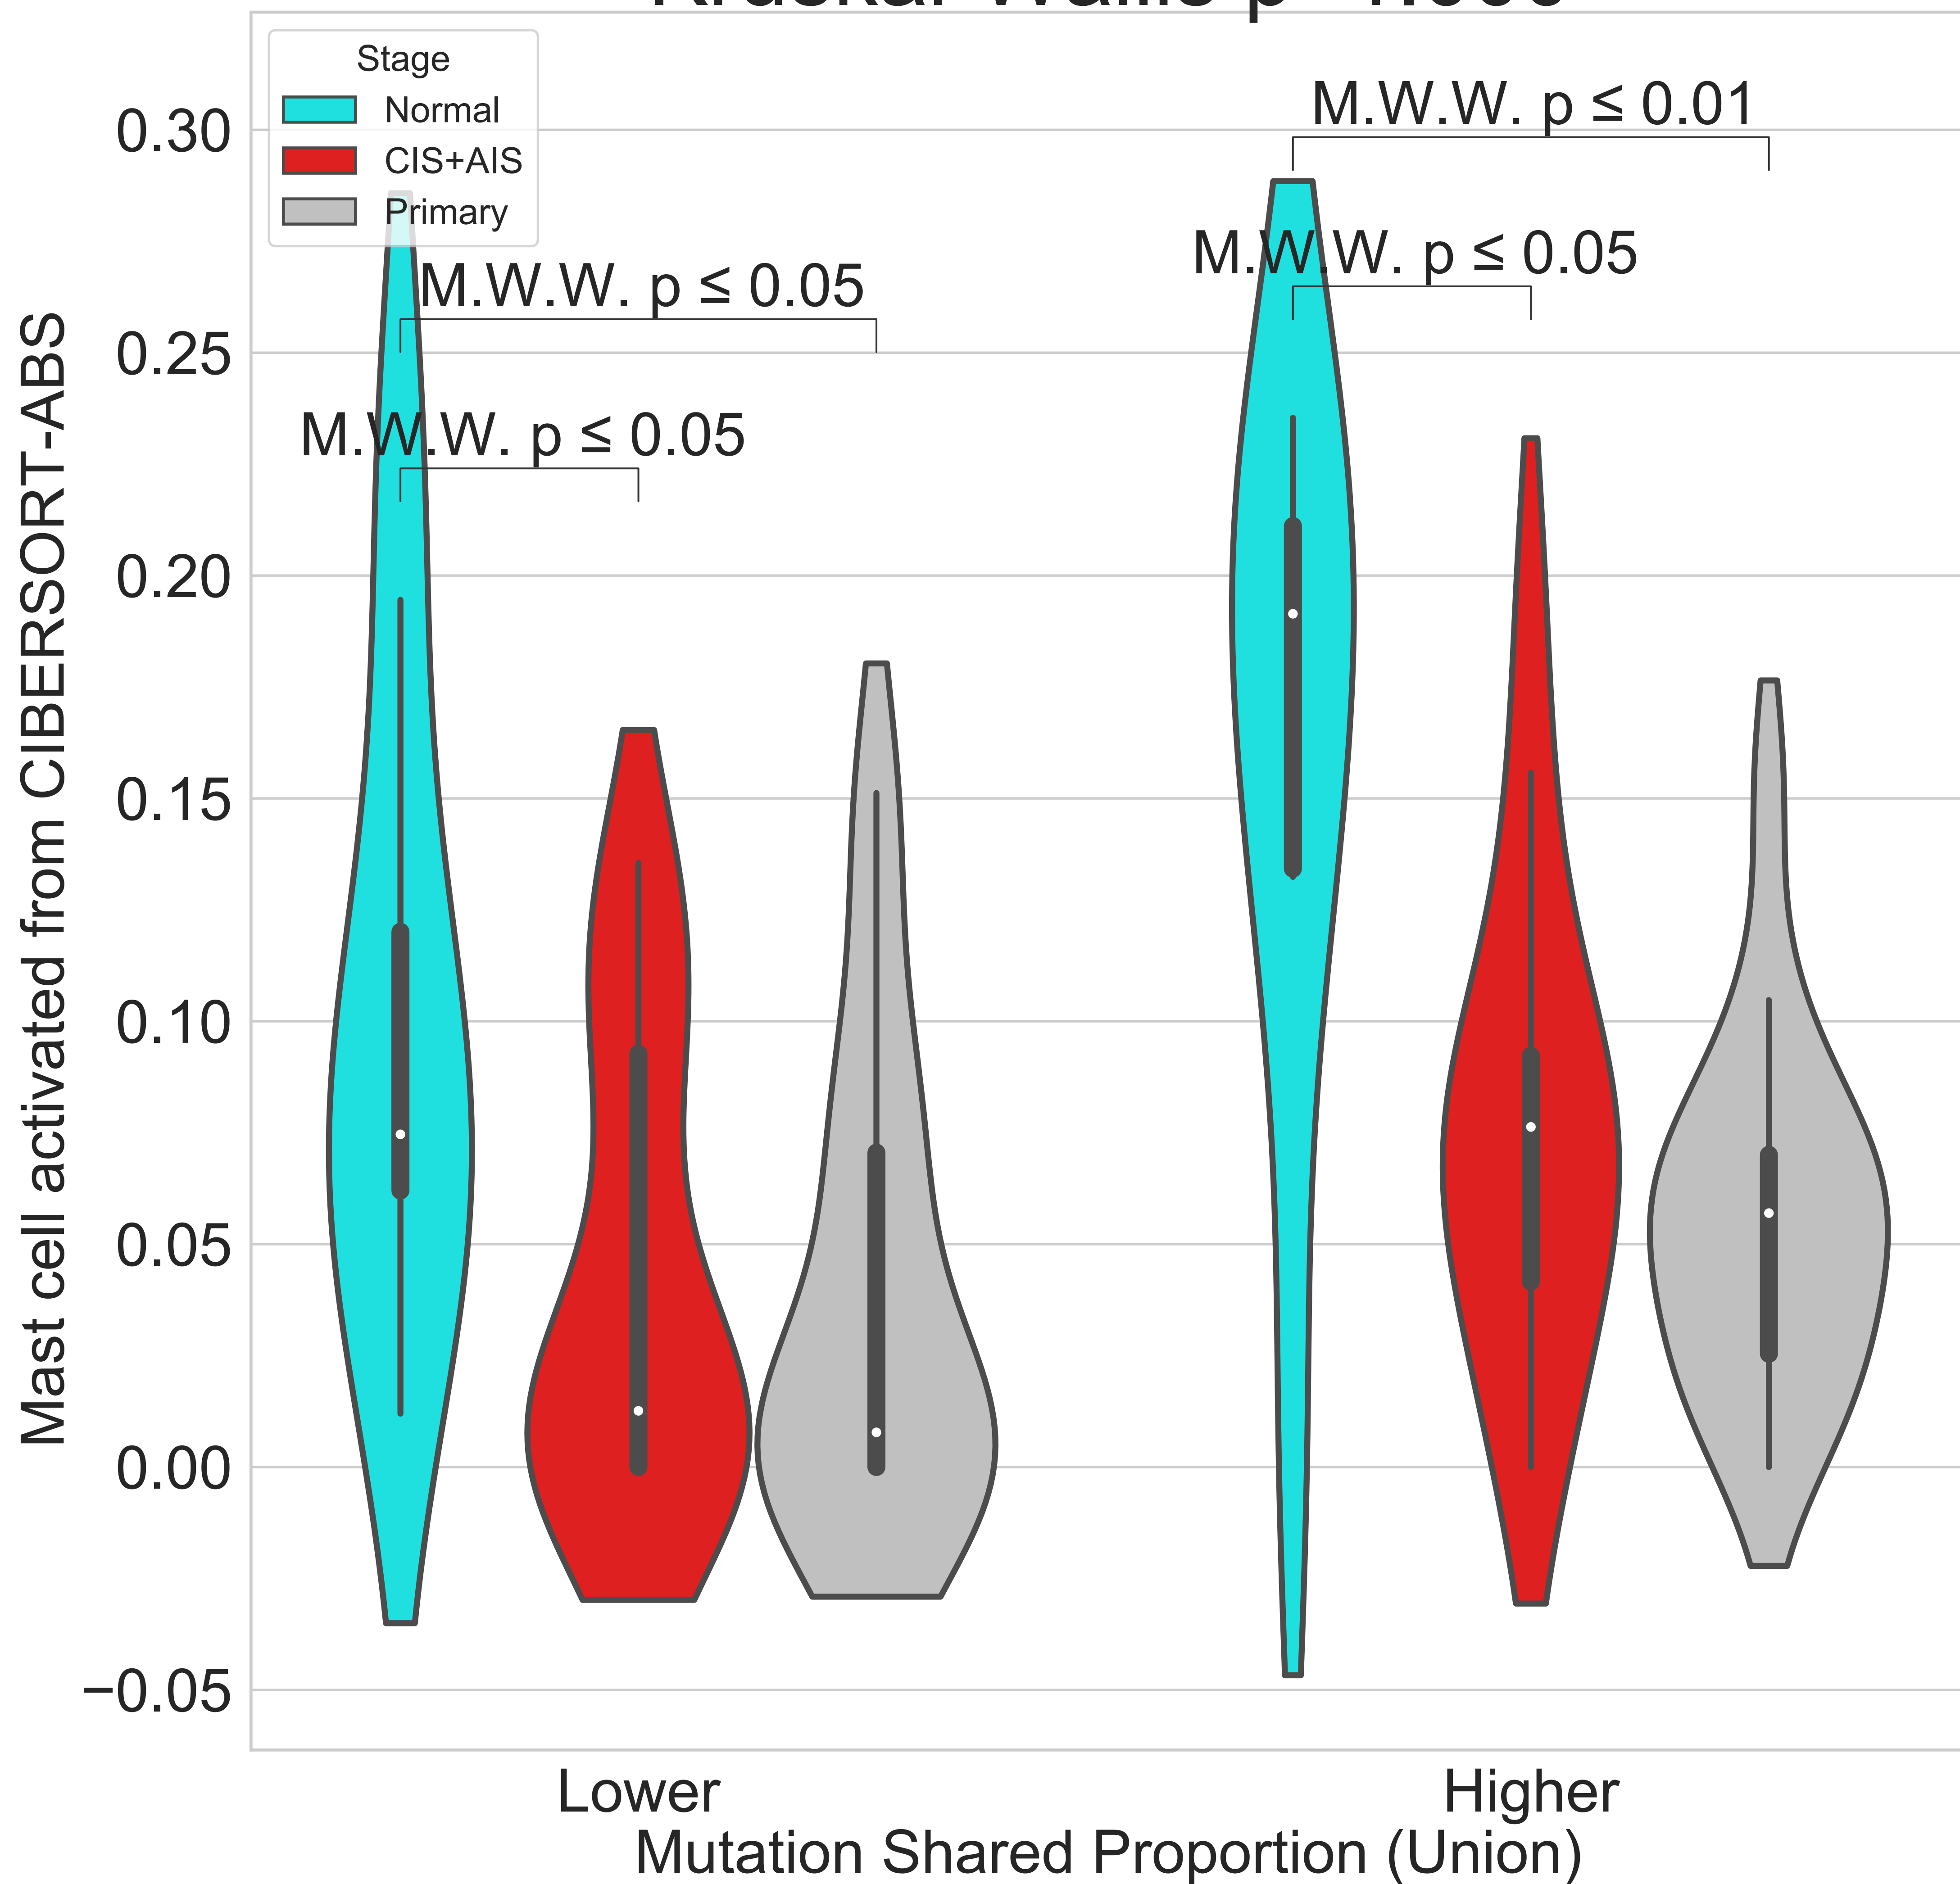 Stage
Normal
CIS+AIS
Primary
M.W.W. p ≤ 0.01
M.W.W. p ≤ 0.05
M.W.W. p ≤ 0.05
M.W.W. p ≤ 0.05
Mast cell activated from CIBERSORT-ABS
0.30
0.25
0.20
0.15
0.10
0.05
0.00
−0.05
Lower
Higher
Mutation Shared Proportion (Union)